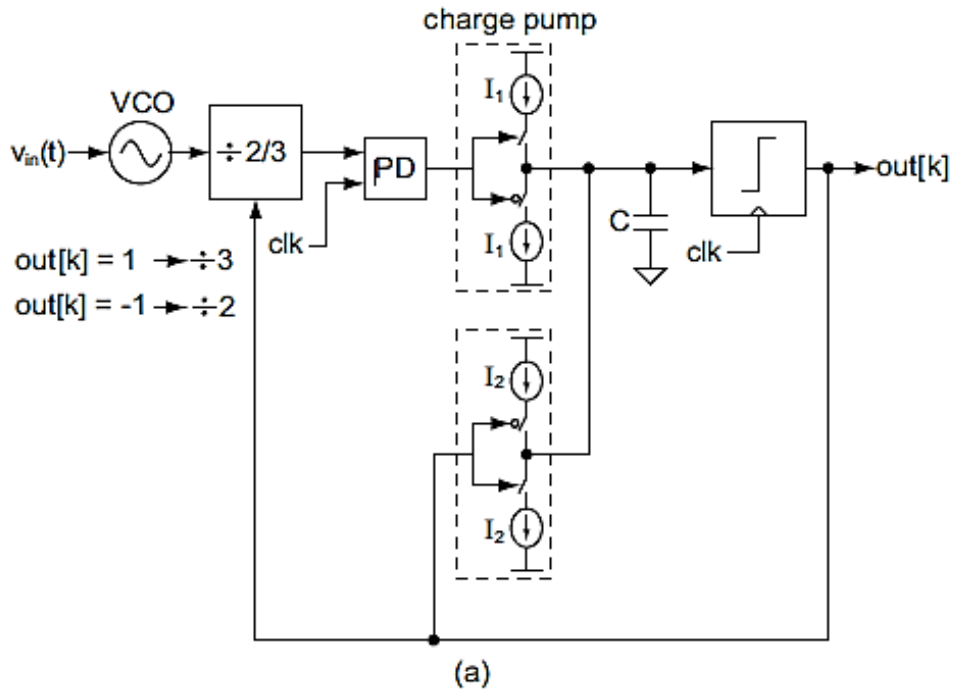 charge pump
I₁
VCO
v_in(t)
÷ 2/3
PD
clk
I₁
C
clk
out[k]
out[k] = 1 → ÷3
out[k] = -1 → ÷2
I₂
I₂
(a)